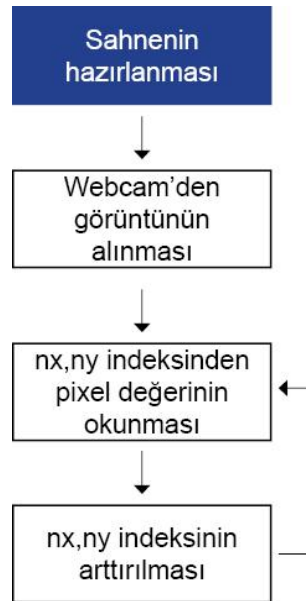 Sahnenin
hazırlanması
Webcam'den
görüntünün
alınması
nx,ny indeksinden
pixel değerinin
okunması
nx,ny indeksinin
arttırılması